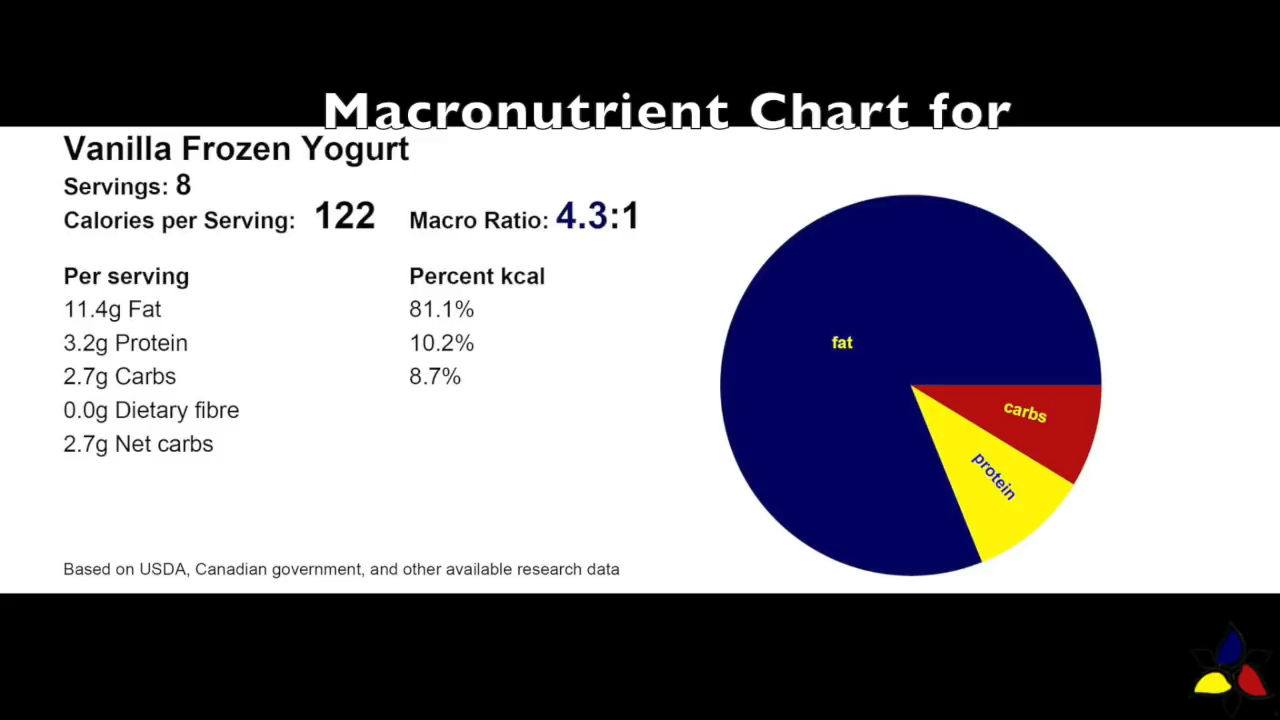 Macronutrient Chart for
Vanilla Frozen Yogurt
Servings: 8
Calories per Serving: 122 Macro Ratio: 4.3:1
Per serving Percent kcal
11.4g Fat 81.1%
3.2g Protein 10.2%
2.7g Carbs 8.7%
0.0g Dietary fibre
2.7g Net carbs
fat
carbs
protein
Based on USDA, Canadian government, and other available research data